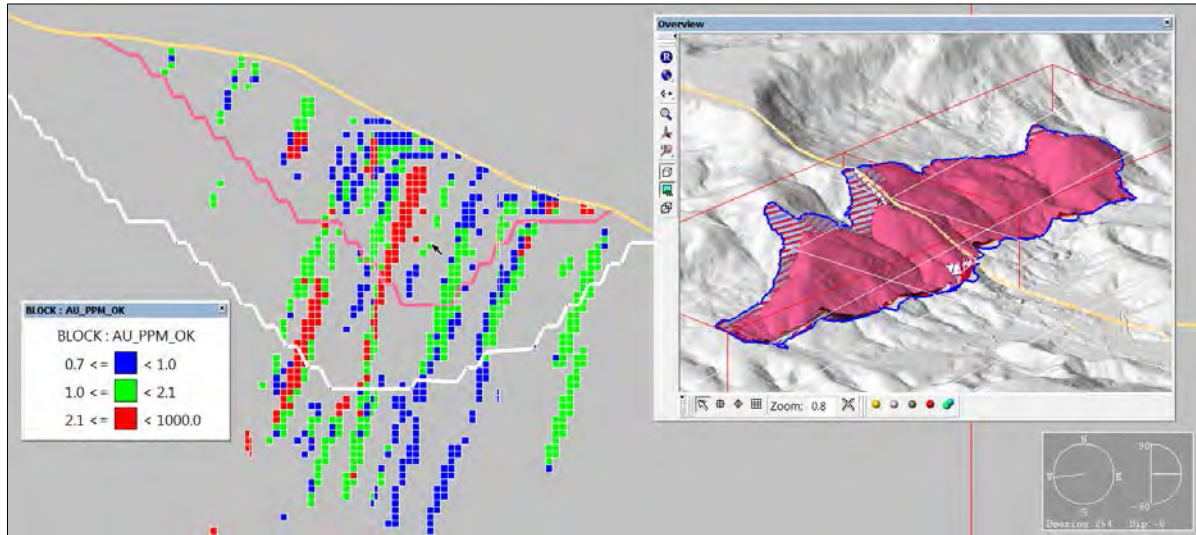 Overview
R
BLOCK : AU_PPM_OK
BLOCK : AU_PPM_OK
0.7 <= < 1.0
1.0 <= < 2.1
2.1 <= < 1000.0
Zoom: 0.8
N
W E
S
90
-90
Bearing 264 Dip -0